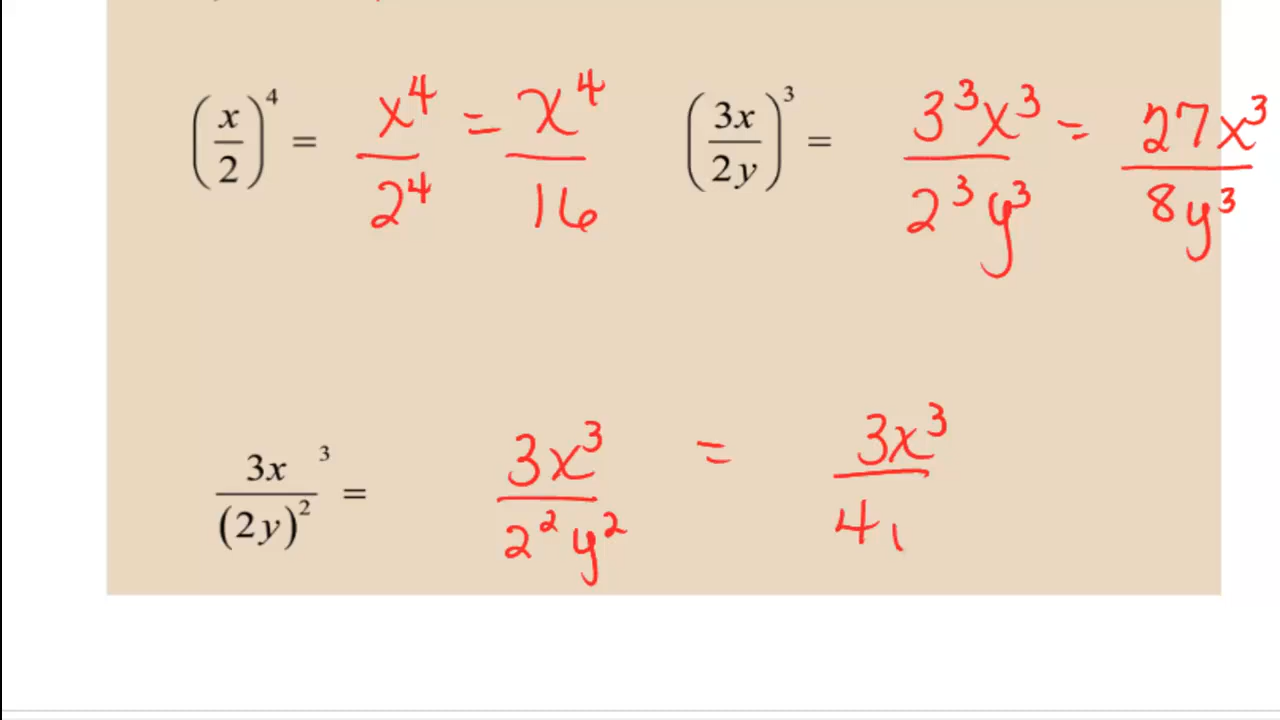 (x/2)^4 = x^4/2^4 = x^4/16
(3x/2y)^3 = 3^3x^3/2^3y^3 = 27x^3/8y^3
3x^3/(2y)^2 = 3x^3/2^2y^2 = 3x^3/4